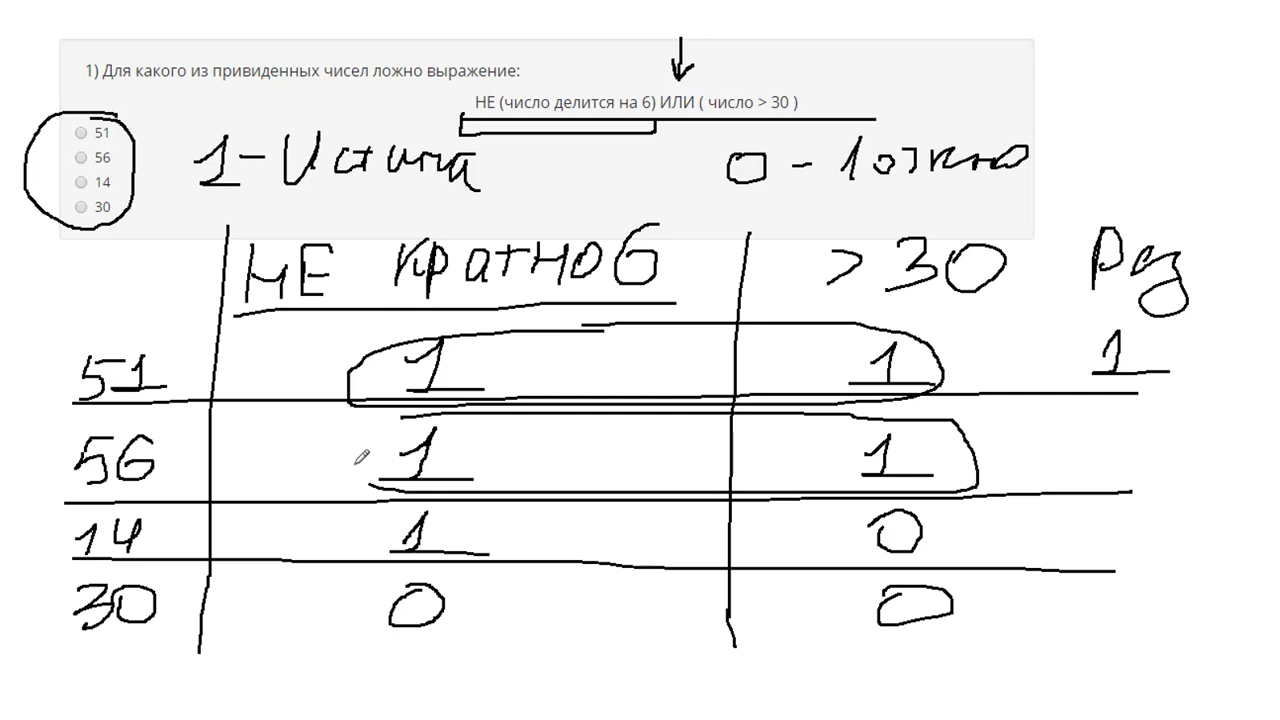 1) Для какого из привиденных чисел ложно выражение:
НЕ (число делится на 6) ИЛИ ( число > 30 )
51
56
14
30
1 - Истина 0 - Ложно
НЕ кратно 6 > 30 Рез
51 1 1 1
56 1 1
14 1 0
30 0 0